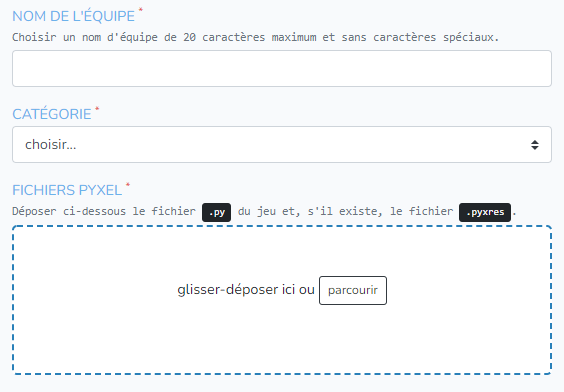 NOM DE L'ÉQUIPE *
Choisir un nom d'équipe de 20 caractères maximum et sans caractères spéciaux.
CATÉGORIE *
choisir...
FICHIERS PYXEL *
Déposer ci-dessous le fichier .py du jeu et, s'il existe, le fichier .pyxres.
glisser-déposer ici ou parcourir